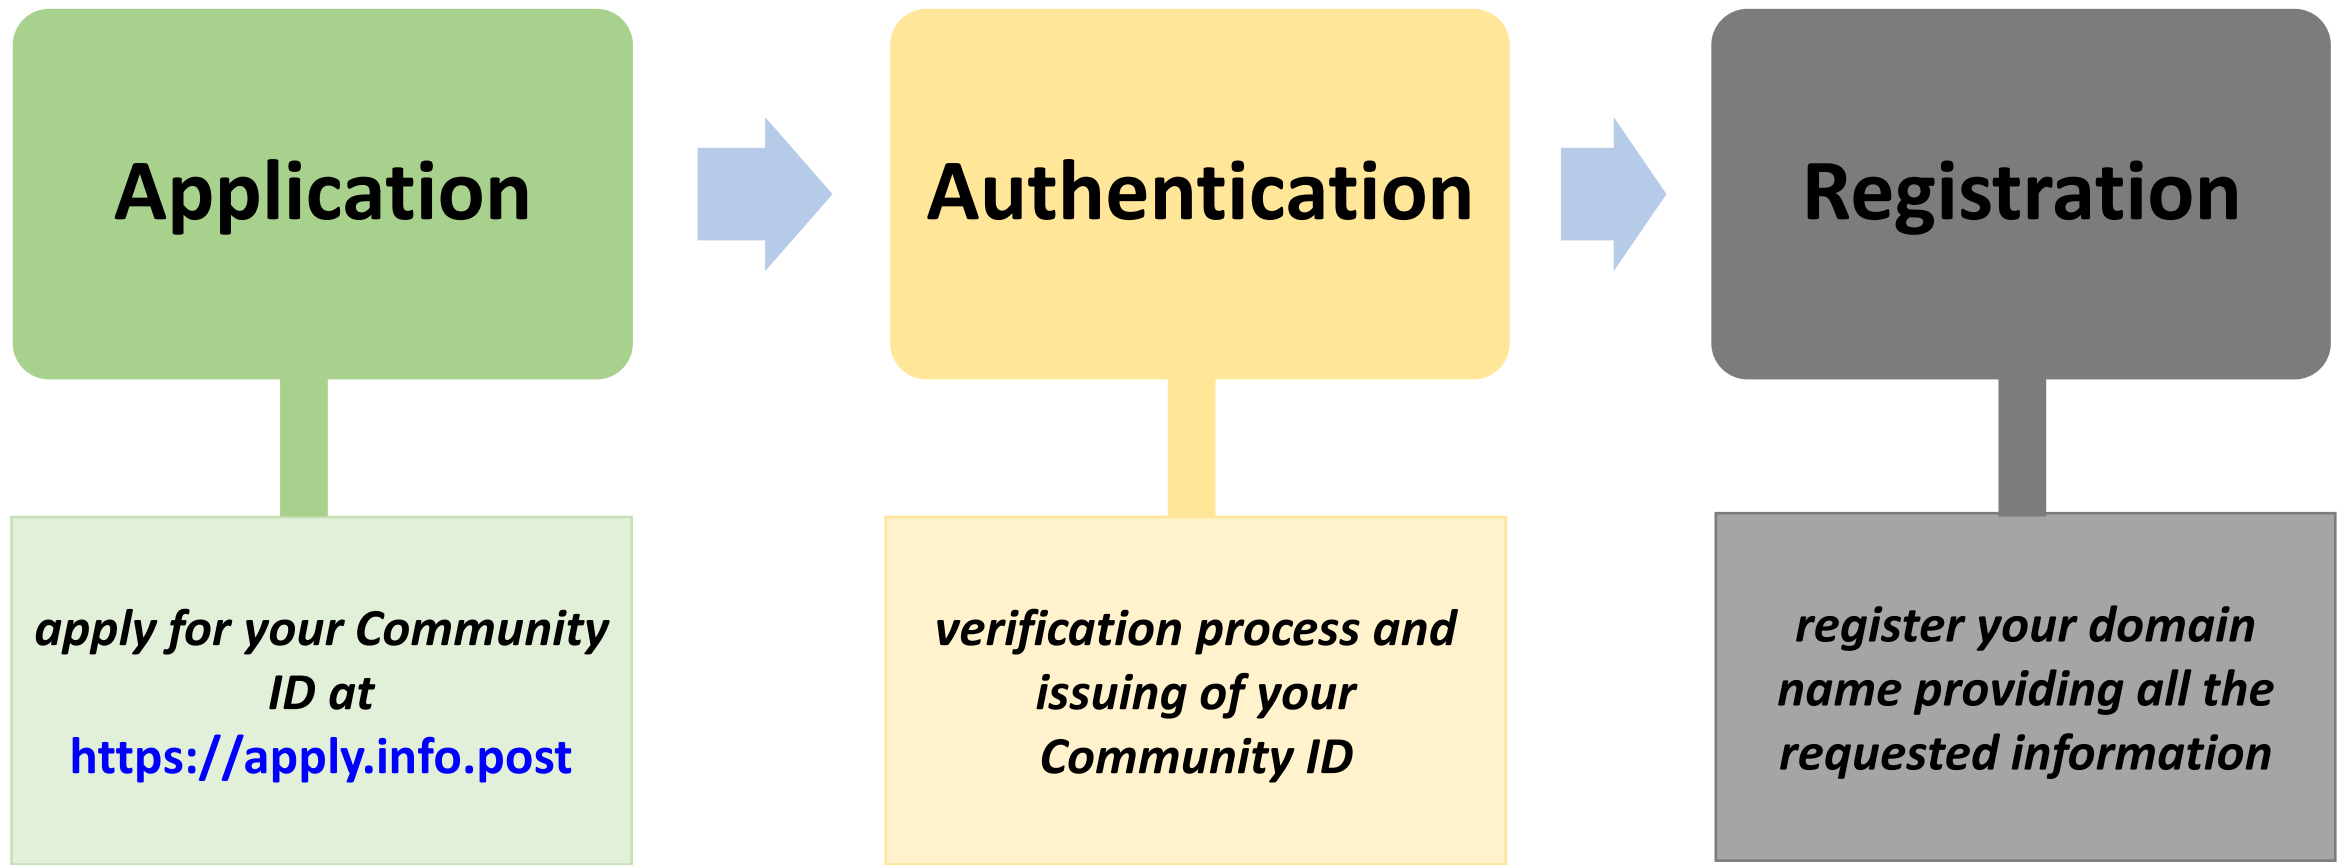 Application
Authentication
Registration
apply for your Community
ID at
https://apply.info.post
verification process and
issuing of your
Community ID
register your domain
name providing all the
requested information